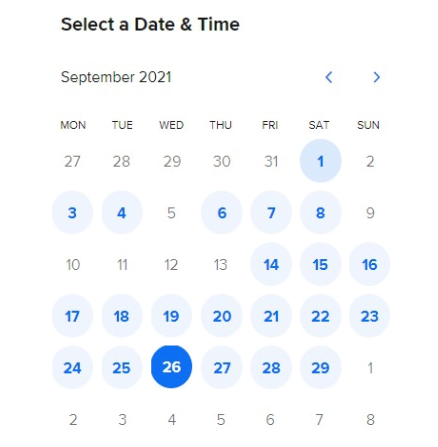 Select a Date & Time
September 2021
MON TUE WED THU FRI SAT SUN
27 28 29 30 31 1 2
3 4 5 6 7 8 9
10 11 12 13 14 15 16
17 18 19 20 21 22 23
24 25 26 27 28 29 1
2 3 4 5 6 7 8